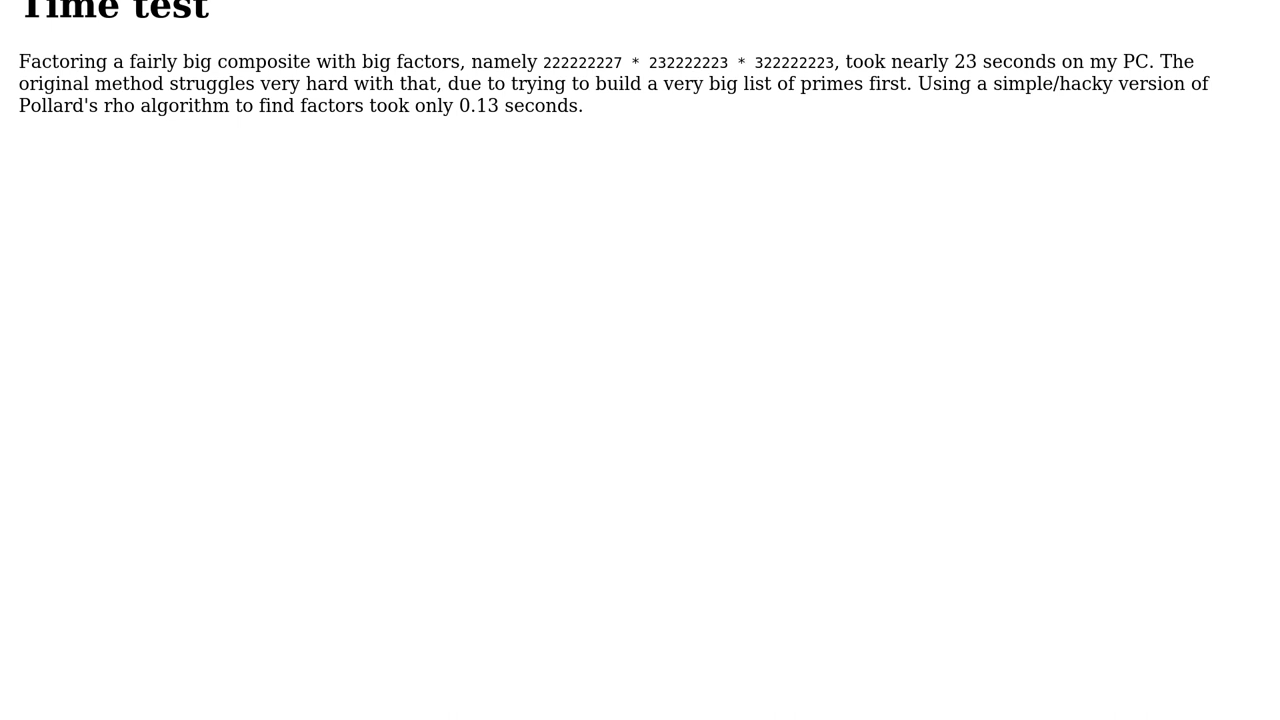 Time test
Factoring a fairly big composite with big factors, namely 222222227 * 232222223 * 322222223, took nearly 23 seconds on my PC. The
original method struggles very hard with that, due to trying to build a very big list of primes first. Using a simple/hacky version of
Pollard's rho algorithm to find factors took only 0.13 seconds.